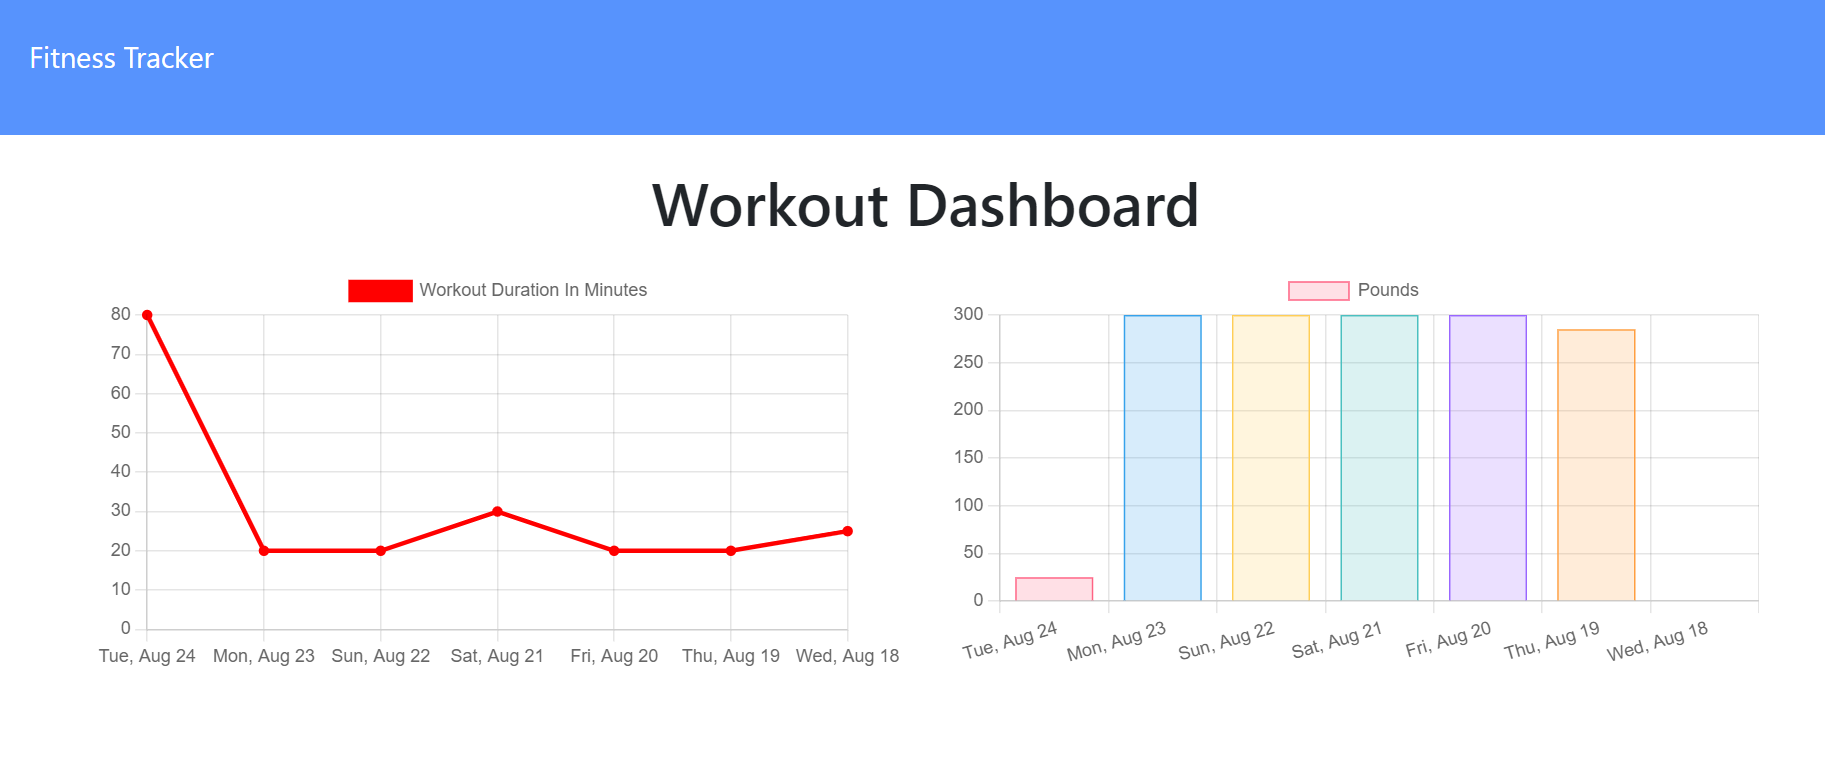 Fitness Tracker
Workout Dashboard
Workout Duration In Minutes
80
70
60
50
40
30
20
10
0
Tue, Aug 24 Mon, Aug 23 Sun, Aug 22 Sat, Aug 21 Fri, Aug 20 Thu, Aug 19 Wed, Aug 18
Pounds
300
250
200
150
100
50
0
Tue, Aug 24 Mon, Aug 23 Sun, Aug 22 Sat, Aug 21 Fri, Aug 20 Thu, Aug 19 Wed, Aug 18